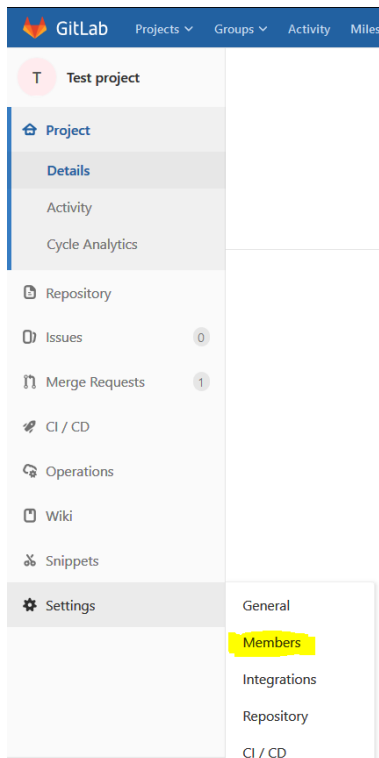 GitLab Projects Groups Activity Miles
T Test project
Project
Details
Activity
Cycle Analytics
Repository
Issues 0
Merge Requests 1
CI / CD
Operations
Wiki
Snippets
Settings
General
Members
Integrations
Repository
CI / CD